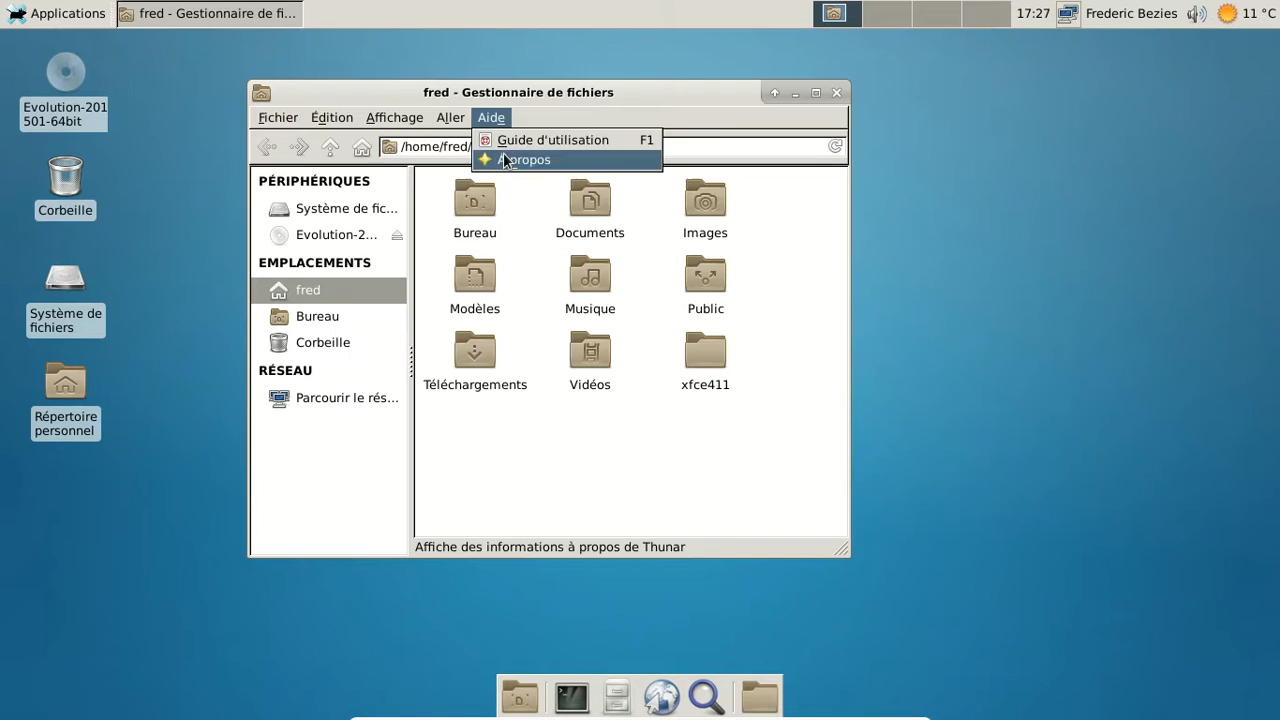 Applications
fred - Gestionnaire de fi...
17:27
Frederic Bezies
11 °C
Evolution-201
501-64bit
Corbeille
Système de
fichiers
Répertoire
personnel
fred - Gestionnaire de fichiers
Fichier Édition Affichage Aller Aide
Guide d'utilisation F1
À propos
/home/fred/
PÉRIPHÉRIQUES
Système de fic...
Evolution-2...
EMPLACEMENTS
fred
Bureau
Corbeille
RÉSEAU
Parcourir le rés...
Bureau Documents Images
Modèles Musique Public
Téléchargements Vidéos xfce411
Affiche des informations à propos de Thunar